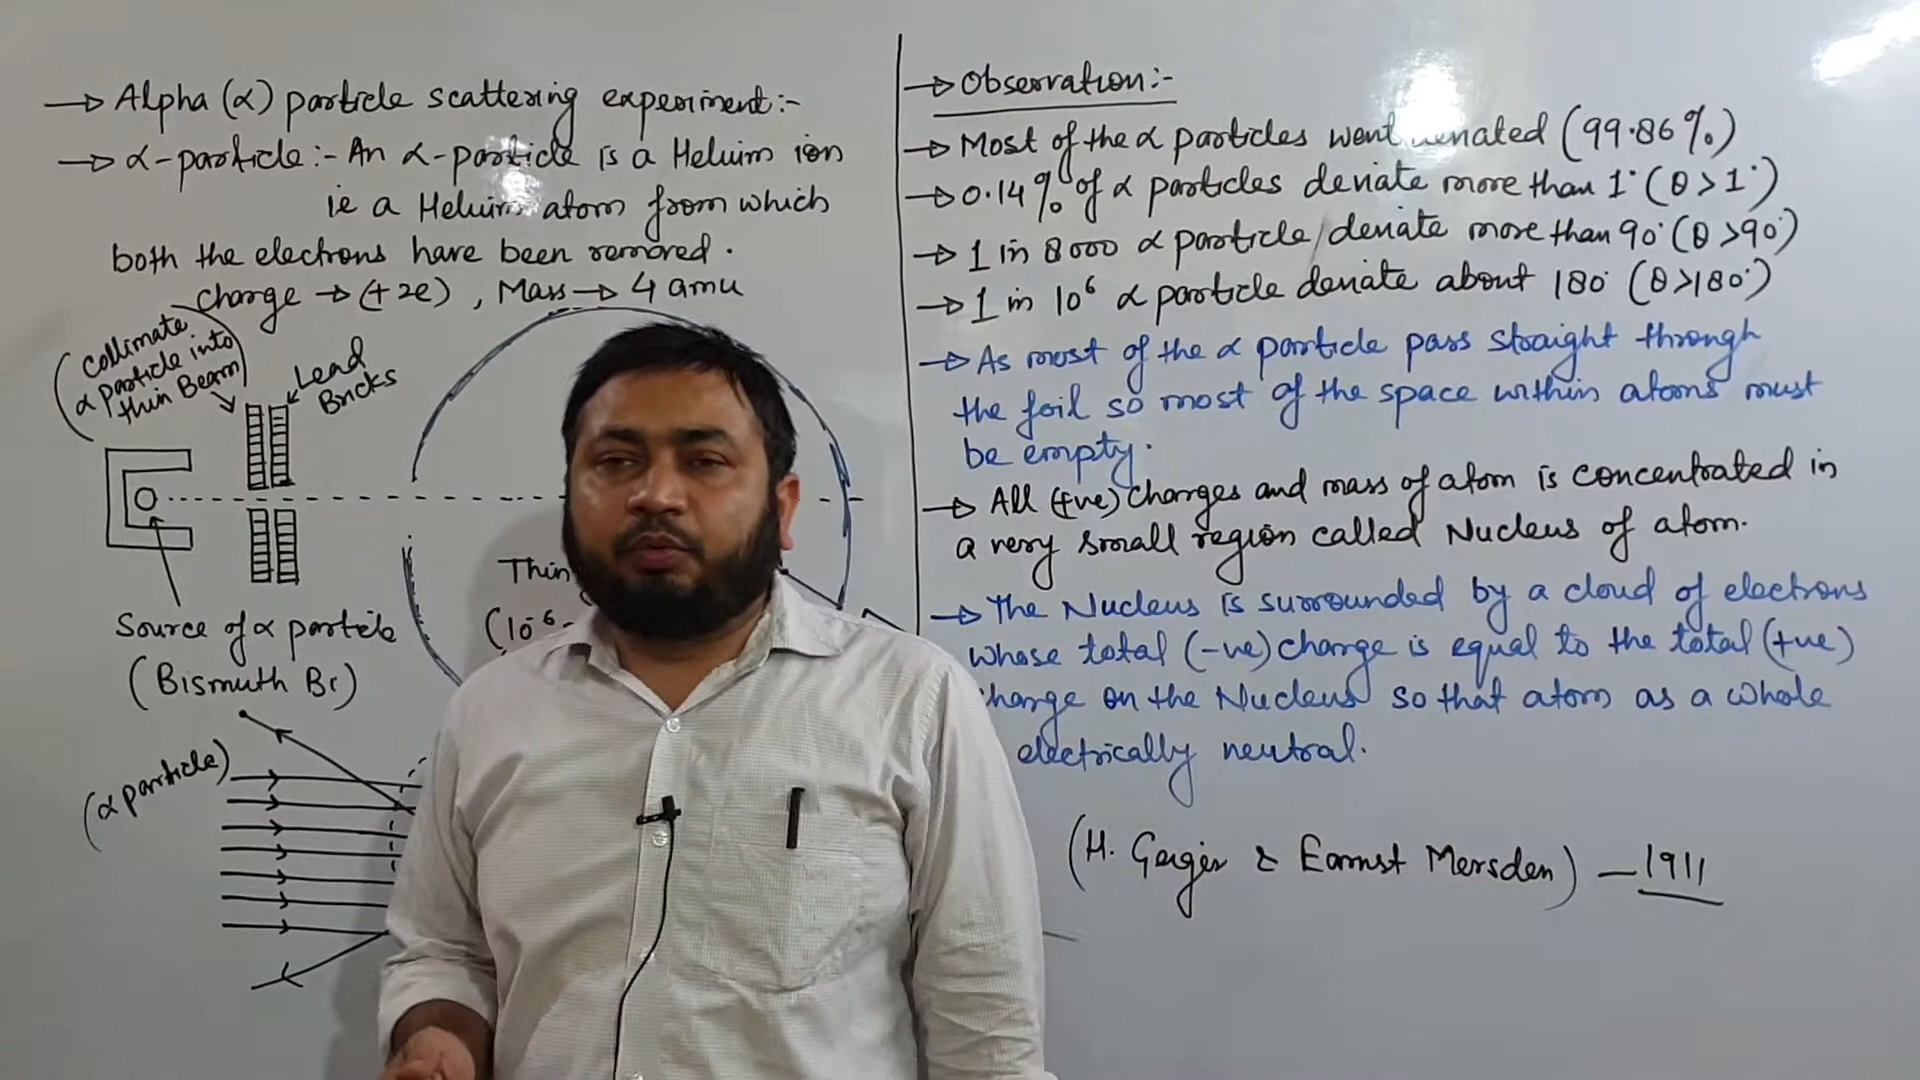 → Alpha (α) particle scattering experiment:-
→ α-particle:- An α-particle is a Helium ion
ie a Helium atom from which
both the electrons have been removed.
Charge → (+2e), Mass → 4 amu
(Collimate
α particle into
thin Beam)
Lead
Bricks
Source of α particle
(Bismuth Bi)
Thin
(10⁻⁶
(α particle)
→ Observation:-
→ Most of the α particles went (99.86%)
→ 0.14% of α particles deviate more than 1° (θ > 1°)
→ 1 in 8000 α particle deviate more than 90° (θ > 90°)
→ 1 in 10⁶ α particle deviate about 180° (θ > 180°)
→ As most of the α particle pass straight through
the foil so most of the space within atoms must
be empty.
→ All (+ve) charges and mass of atom is concentrated in
a very small region called Nucleus of atom.
→ The Nucleus is surrounded by a cloud of electrons
whose total (-ve) charge is equal to the total (+ve)
harge on the Nucleus so that atom as a whole
electrically neutral.
(H. Geiger & Earnst Mersden) – 1911